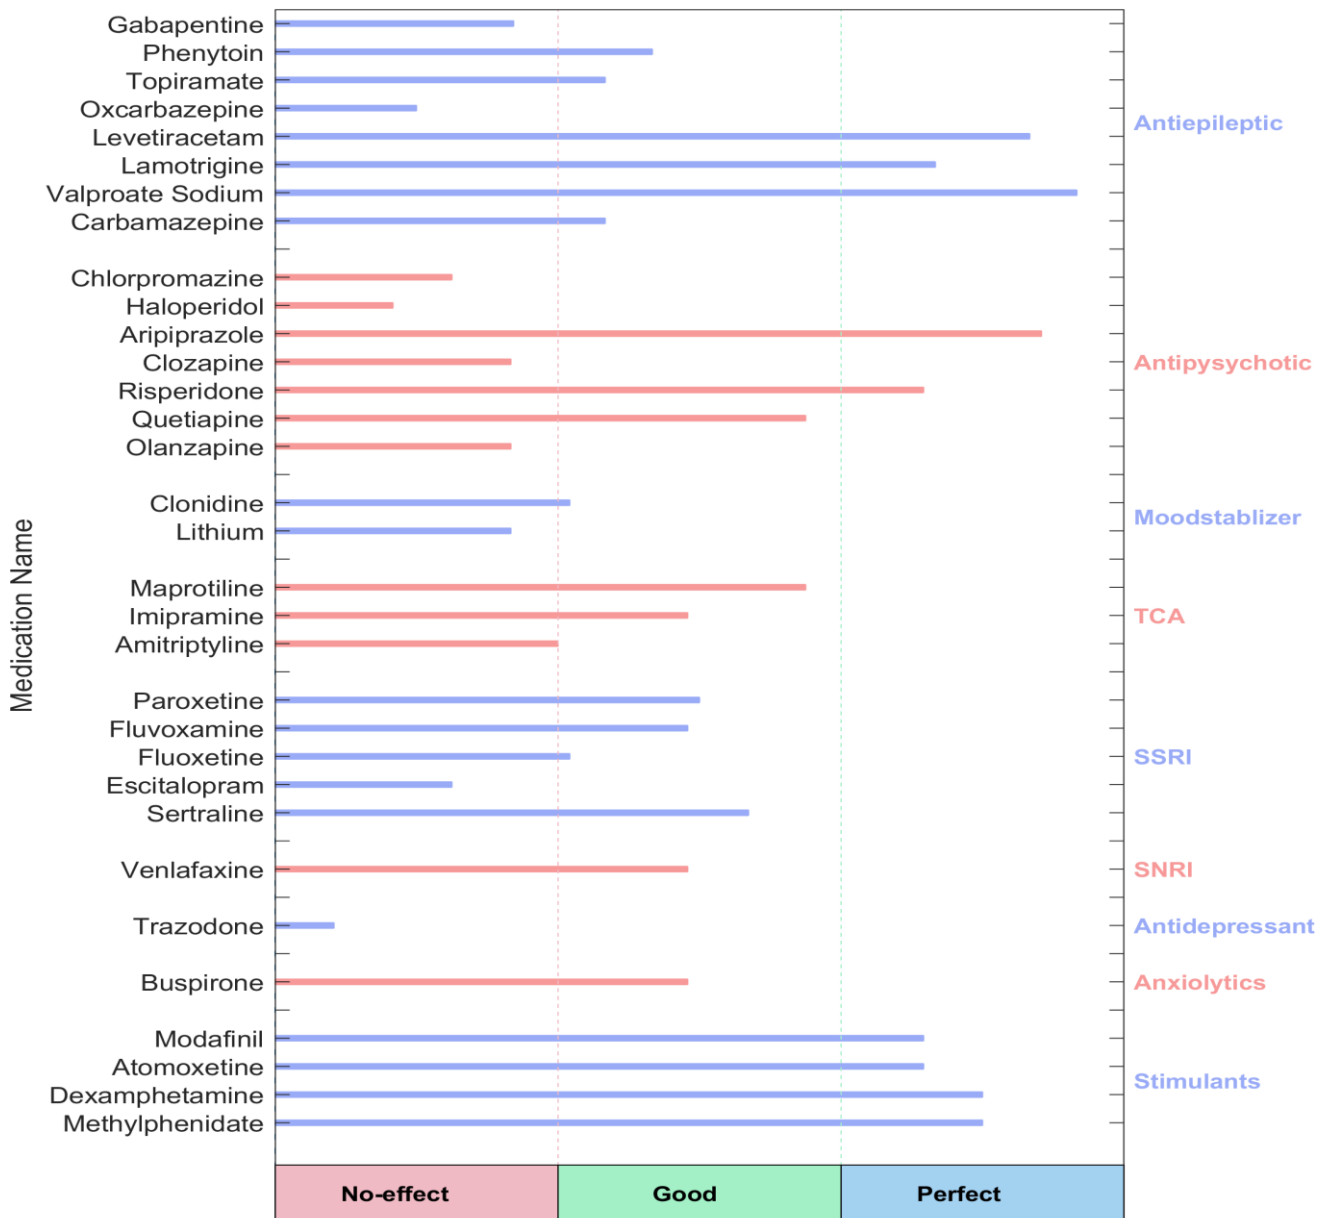 Gabapentine
Phenytoin
Topiramate
Oxcarbazepine
Levetiracetam
Lamotrigine
Valproate Sodium
Carbamazepine
Antiepileptic
Chlorpromazine
Haloperidol
Aripiprazole
Clozapine
Risperidone
Quetiapine
Olanzapine
Antipysychotic
Clonidine
Lithium
Moodstablizer
Maprotiline
Imipramine
Amitriptyline
TCA
Paroxetine
Fluvoxamine
Fluoxetine
Escitalopram
Sertraline
SSRI
Venlafaxine
SNRI
Trazodone
Antidepressant
Buspirone
Anxiolytics
Modafinil
Atomoxetine
Dexamphetamine
Methylphenidate
Stimulants
Medication Name
No-effect
Good
Perfect